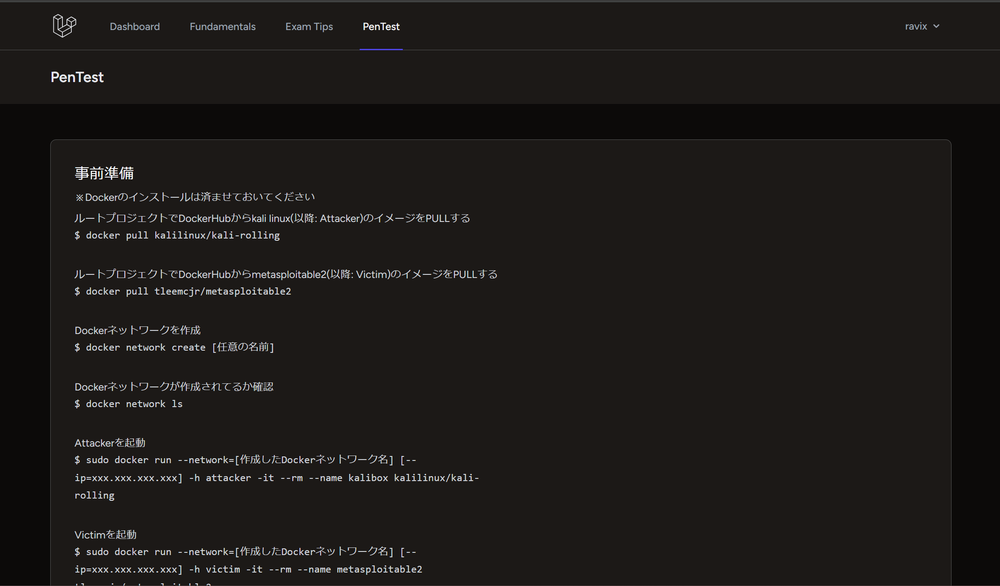 Dashboard Fundamentals Exam Tips PenTest ravix
PenTest
事前準備
※Dockerのインストールは済ませておいてください
ルートプロジェクトでDockerHubからkali linux(以降: Attacker)のイメージをPULLする
$ docker pull kalilinux/kali-rolling
ルートプロジェクトでDockerHubからmetasploitable2(以降: Victim)のイメージをPULLする
$ docker pull tleemcjr/metasploitable2
Dockerネットワークを作成
$ docker network create [任意の名前]
Dockerネットワークが作成されてるか確認
$ docker network ls
Attackerを起動
$ sudo docker run --network=[作成したDockerネットワーク名] [--
ip=xxx.xxx.xxx.xxx] -h attacker -it --rm --name kalibox kalilinux/kali-
rolling
Victimを起動
$ sudo docker run --network=[作成したDockerネットワーク名] [--
ip=xxx.xxx.xxx.xxx] -h victim -it --rm --name metasploitable2